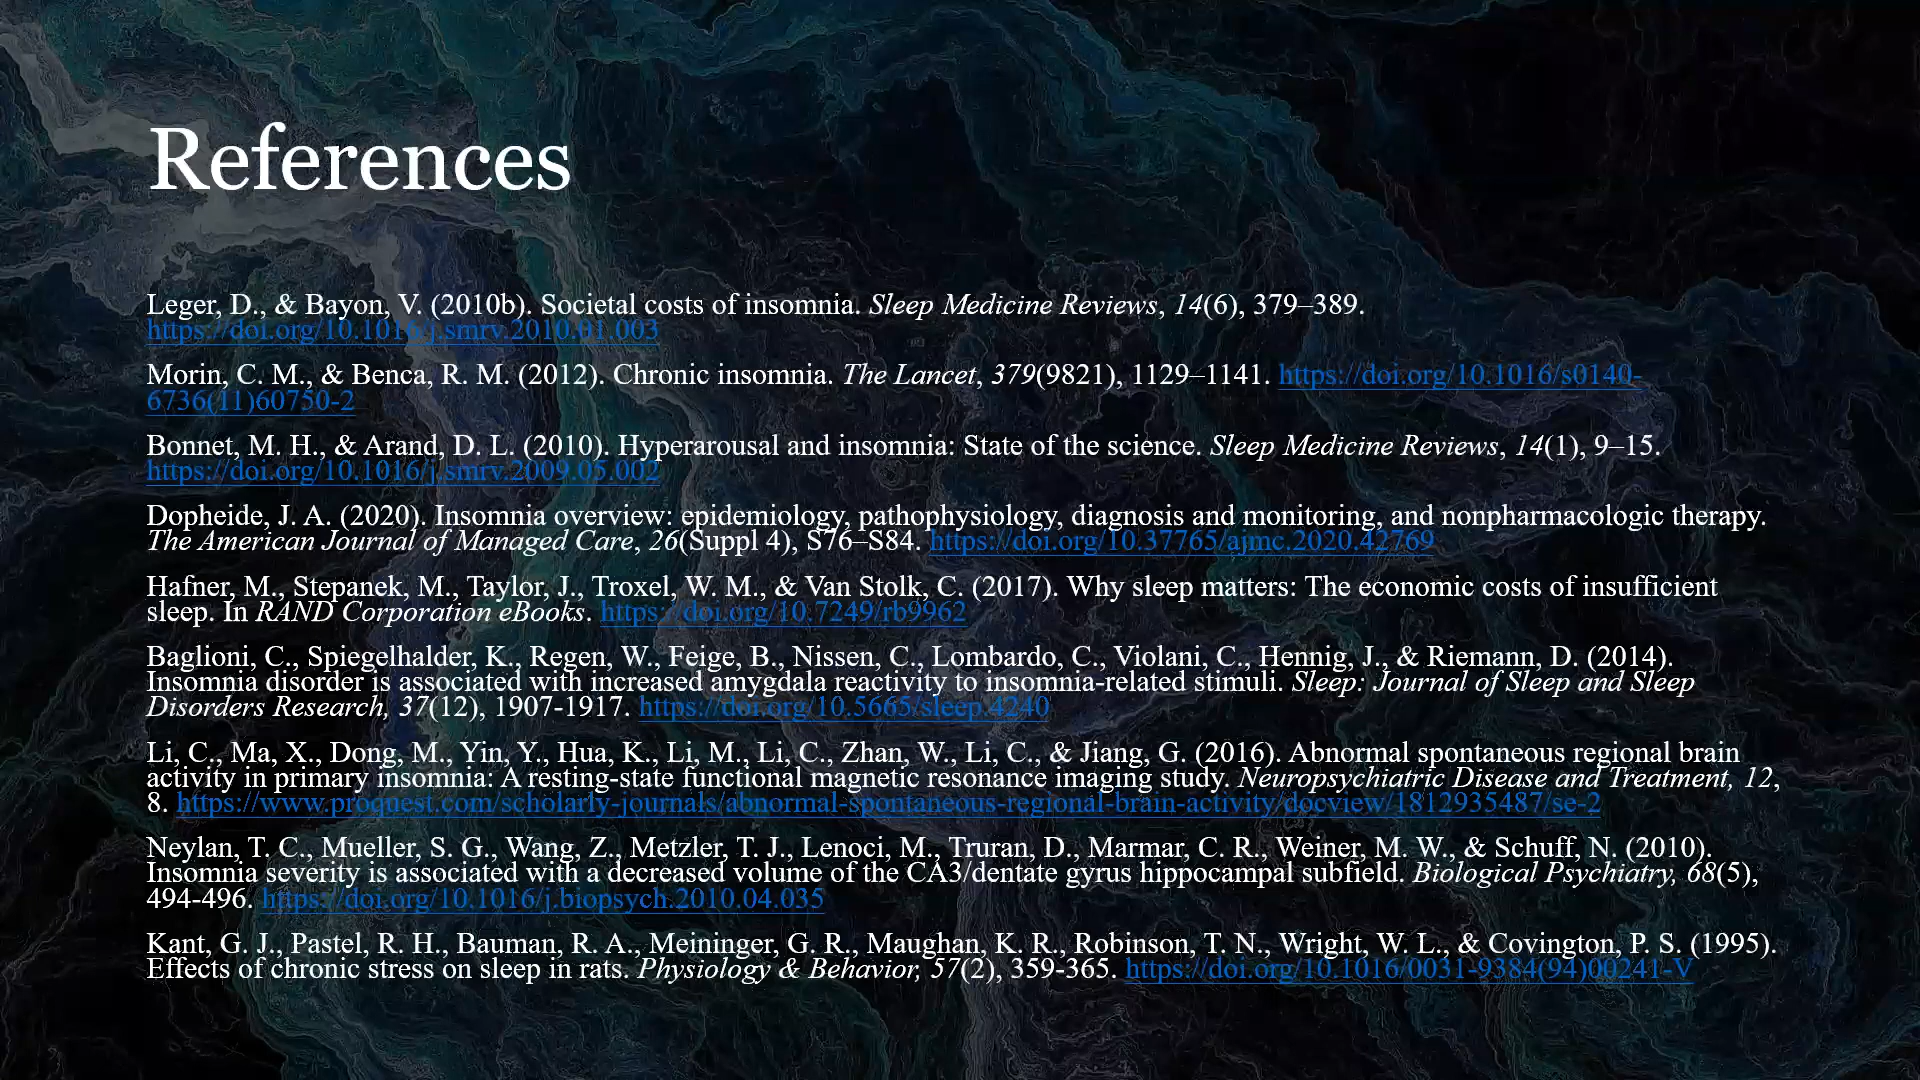 References
Leger, D., & Bayon, V. (2010b). Societal costs of insomnia. Sleep Medicine Reviews, 14(6), 379–389.
https://doi.org/10.1016/j.smrv.2010.01.003
Morin, C. M., & Benca, R. M. (2012). Chronic insomnia. The Lancet, 379(9821), 1129–1141. https://doi.org/10.1016/s0140-
6736(11)60750-2
Bonnet, M. H., & Arand, D. L. (2010). Hyperarousal and insomnia: State of the science. Sleep Medicine Reviews, 14(1), 9–15.
https://doi.org/10.1016/j.smrv.2009.05.002
Dopheide, J. A. (2020). Insomnia overview: epidemiology, pathophysiology, diagnosis and monitoring, and nonpharmacologic therapy.
The American Journal of Managed Care, 26(Suppl 4), S76–S84. https://doi.org/10.37765/ajmc.2020.42769
Hafner, M., Stepanek, M., Taylor, J., Troxel, W. M., & Van Stolk, C. (2017). Why sleep matters: The economic costs of insufficient
sleep. In RAND Corporation eBooks. https://doi.org/10.7249/rb9962
Baglioni, C., Spiegelhalder, K., Regen, W., Feige, B., Nissen, C., Lombardo, C., Violani, C., Hennig, J., & Riemann, D. (2014).
Insomnia disorder is associated with increased amygdala reactivity to insomnia-related stimuli. Sleep: Journal of Sleep and Sleep
Disorders Research, 37(12), 1907-1917. https://doi.org/10.5665/sleep.4240
Li, C., Ma, X., Dong, M., Yin, Y., Hua, K., Li, M., Li, C., Zhan, W., Li, C., & Jiang, G. (2016). Abnormal spontaneous regional brain
activity in primary insomnia: A resting-state functional magnetic resonance imaging study. Neuropsychiatric Disease and Treatment, 12,
8. https://www.proquest.com/scholarly-journals/abnormal-spontaneous-regional-brain-activity/docview/1812935487/se-2
Neylan, T. C., Mueller, S. G., Wang, Z., Metzler, T. J., Lenoci, M., Truran, D., Marmar, C. R., Weiner, M. W., & Schuff, N. (2010).
Insomnia severity is associated with a decreased volume of the CA3/dentate gyrus hippocampal subfield. Biological Psychiatry, 68(5),
494-496. https://doi.org/10.1016/j.biopsych.2010.04.035
Kant, G. J., Pastel, R. H., Bauman, R. A., Meininger, G. R., Maughan, K. R., Robinson, T. N., Wright, W. L., & Covington, P. S. (1995).
Effects of chronic stress on sleep in rats. Physiology & Behavior, 57(2), 359-365. https://doi.org/10.1016/0031-9384(94)00241-V